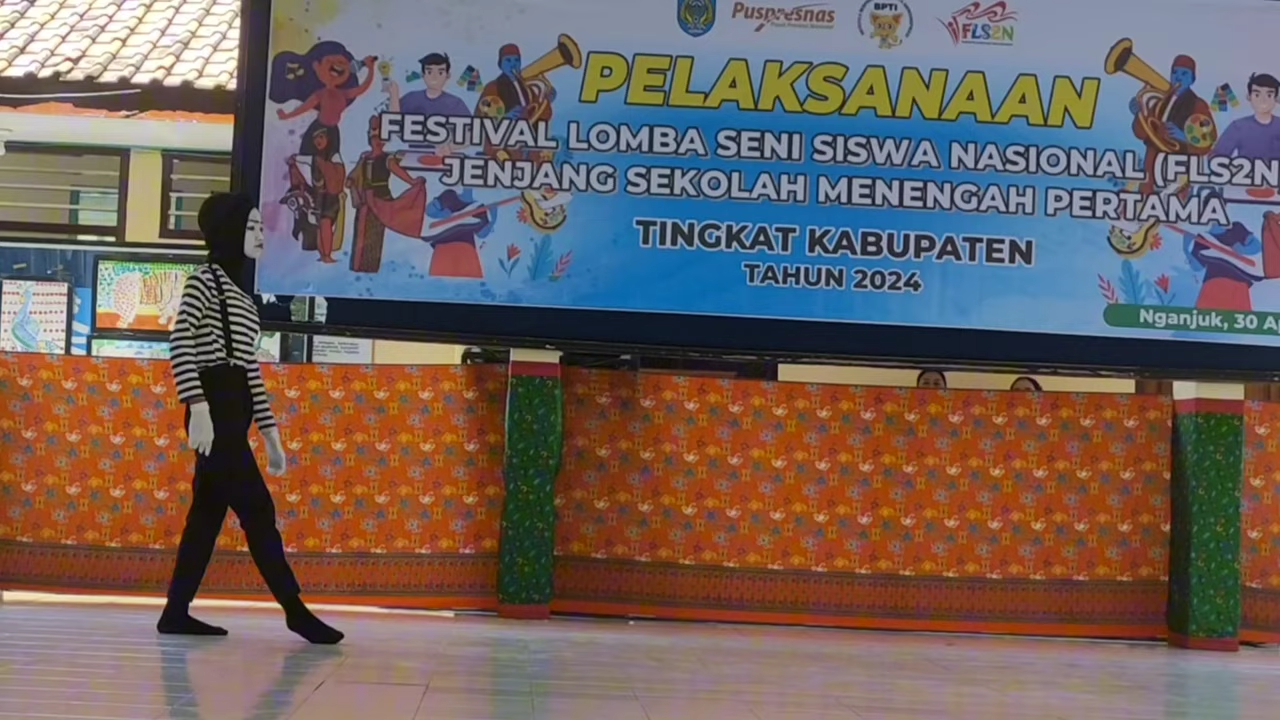 Puspresnas
BPTI
FLS2N
PELAKSANAAN
FESTIVAL LOMBA SENI SISWA NASIONAL (FLS2N
JENJANG SEKOLAH MENENGAH PERTAMA
TINGKAT KABUPATEN
TAHUN 2024
Nganjuk, 30 A